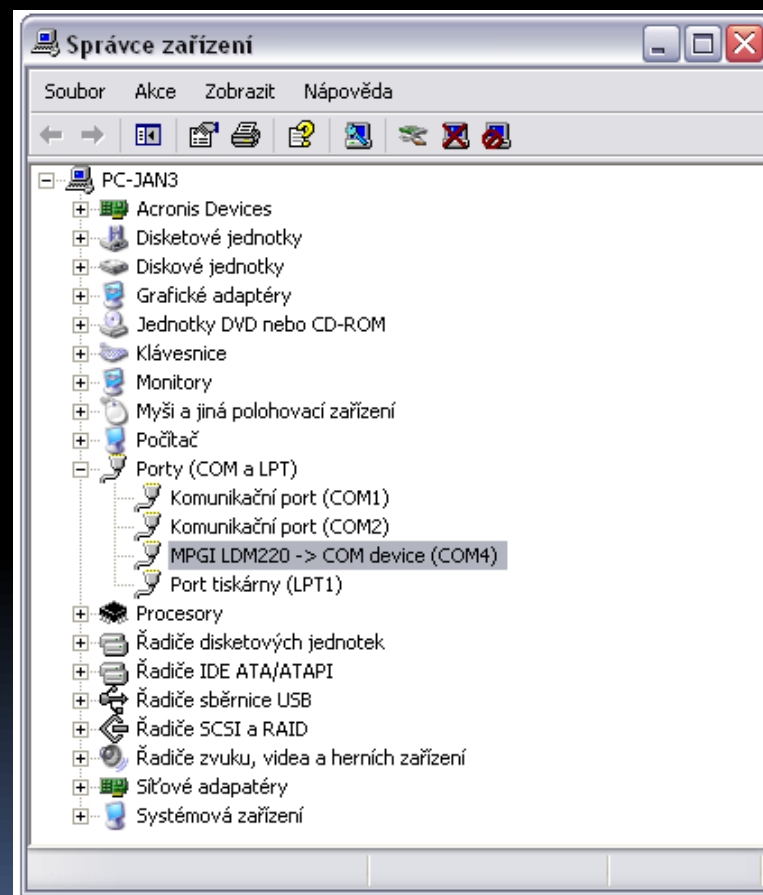 Správce zařízení
Soubor Akce Zobrazit Nápověda
PC-JAN3
Acronis Devices
Disketové jednotky
Diskové jednotky
Grafické adaptéry
Jednotky DVD nebo CD-ROM
Klávesnice
Monitory
Myši a jiná polohovací zařízení
Počítač
Porty (COM a LPT)
Komunikační port (COM1)
Komunikační port (COM2)
MPGI LDM220 -> COM device (COM4)
Port tiskárny (LPT1)
Procesory
Řadiče disketových jednotek
Řadiče IDE ATA/ATAPI
Řadiče sběrnice USB
Řadiče SCSI a RAID
Řadiče zvuku, videa a herních zařízení
Síťové adapatéry
Systémová zařízení